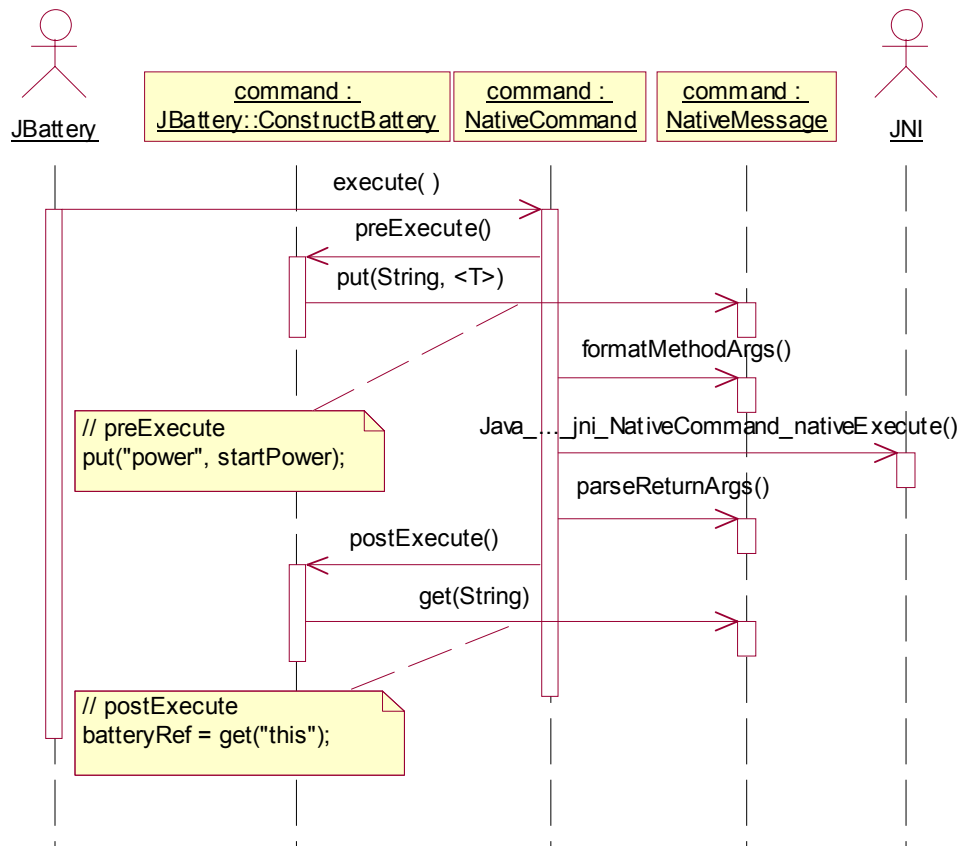 command :
JBattery::ConstructBattery
command :
NativeCommand
command :
NativeMessage
JBattery
JNI
execute( )
preExecute()
put(String, <T>)
formatMethodArgs()
// preExecute
put("power", startPower);
Java_..._jni_NativeCommand_nativeExecute()
parseReturnArgs()
postExecute()
get(String)
// postExecute
batteryRef = get("this");